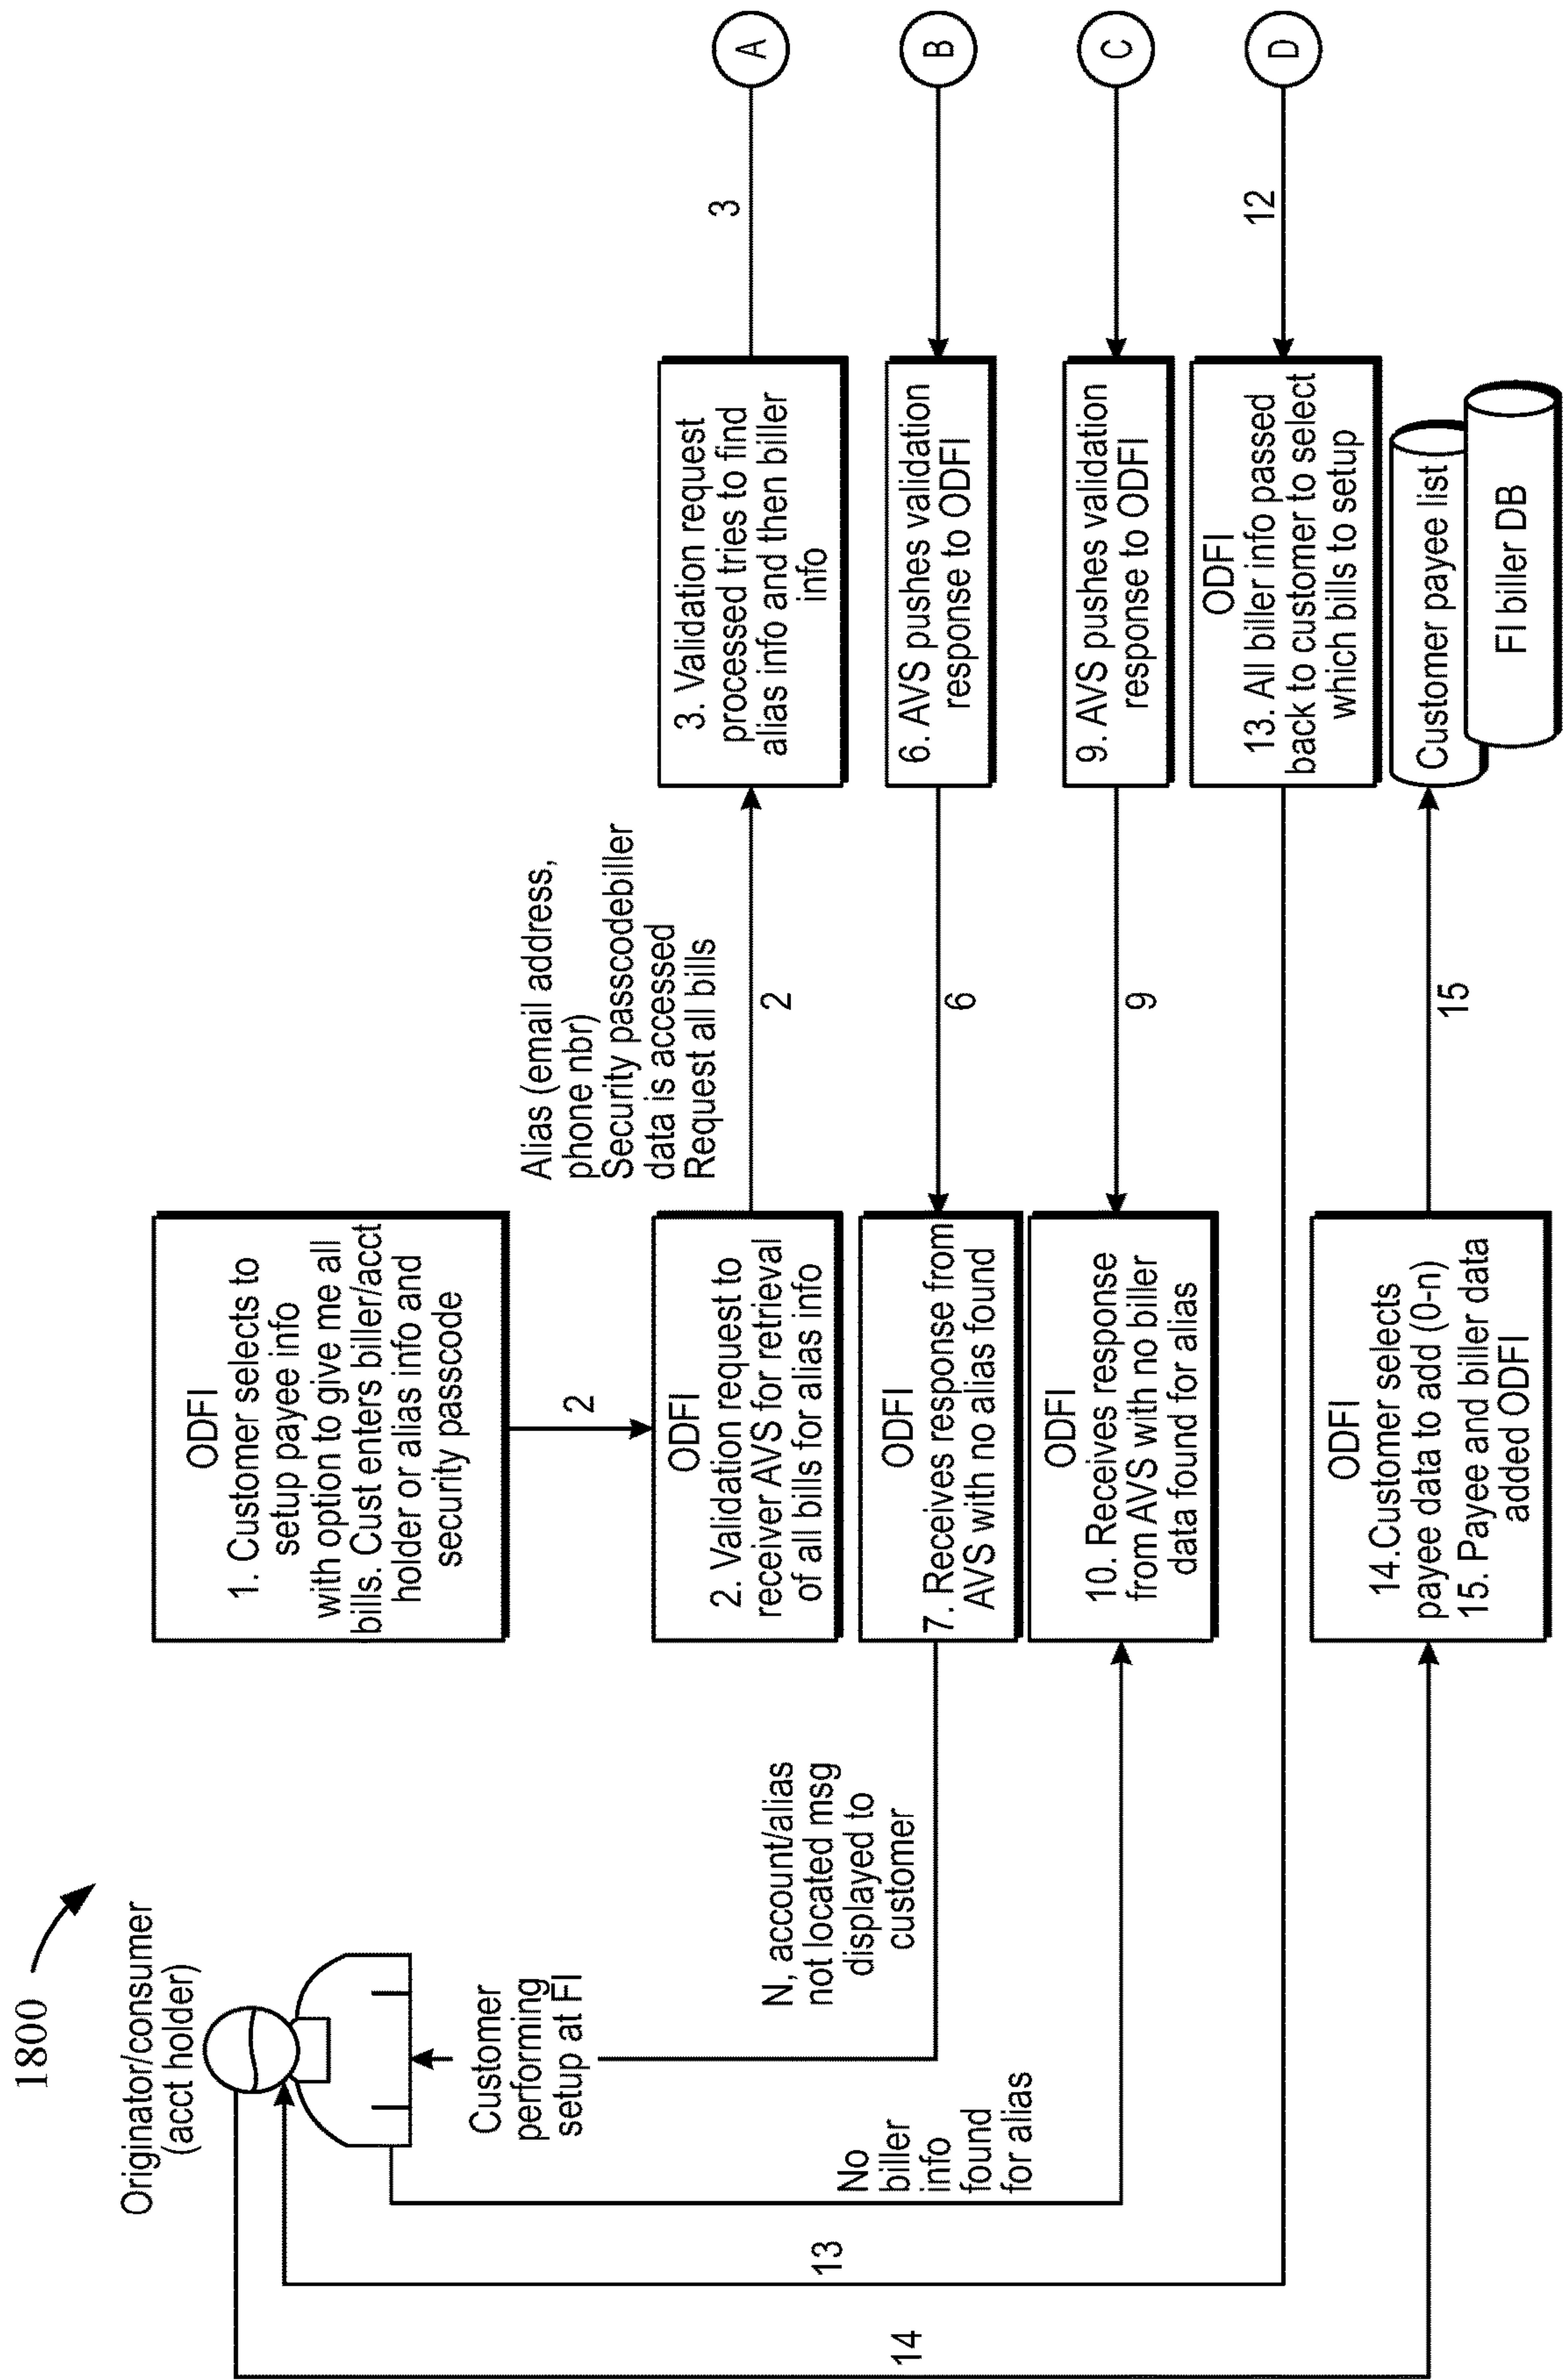 1800
Originator/consumer
(acct holder)
Customer
performing
setup at FI
ODFI
1. Customer selects to
setup payee info
with option to give me all
bills. Cust enters biller/acct
holder or alias info and
security passcode
2
ODFI
2. Validation request to
receiver AVS for retrieval
of all bills for alias info
Alias (email address,
phone nbr)
Security passcodebiller
data is accessed
Request all bills
2
3. Validation request
processed tries to find
alias info and then biller
info
3
A
N, account/alias
not located msg
displayed to
customer
ODFI
7. Receives response from
AVS with no alias found
6
6. AVS pushes validation
response to ODFI
B
No
biller
info
found
for alias
ODFI
10. Receives response
from AVS with no biller
data found for alias
9
9. AVS pushes validation
response to ODFI
C
13
ODFI
13. All biller info passed
back to customer to select
which bills to setup
12
D
14
ODFI
14.Customer selects
payee data to add (0-n)
15. Payee and biller data
added ODFI
15
Customer payee list
FI biller DB